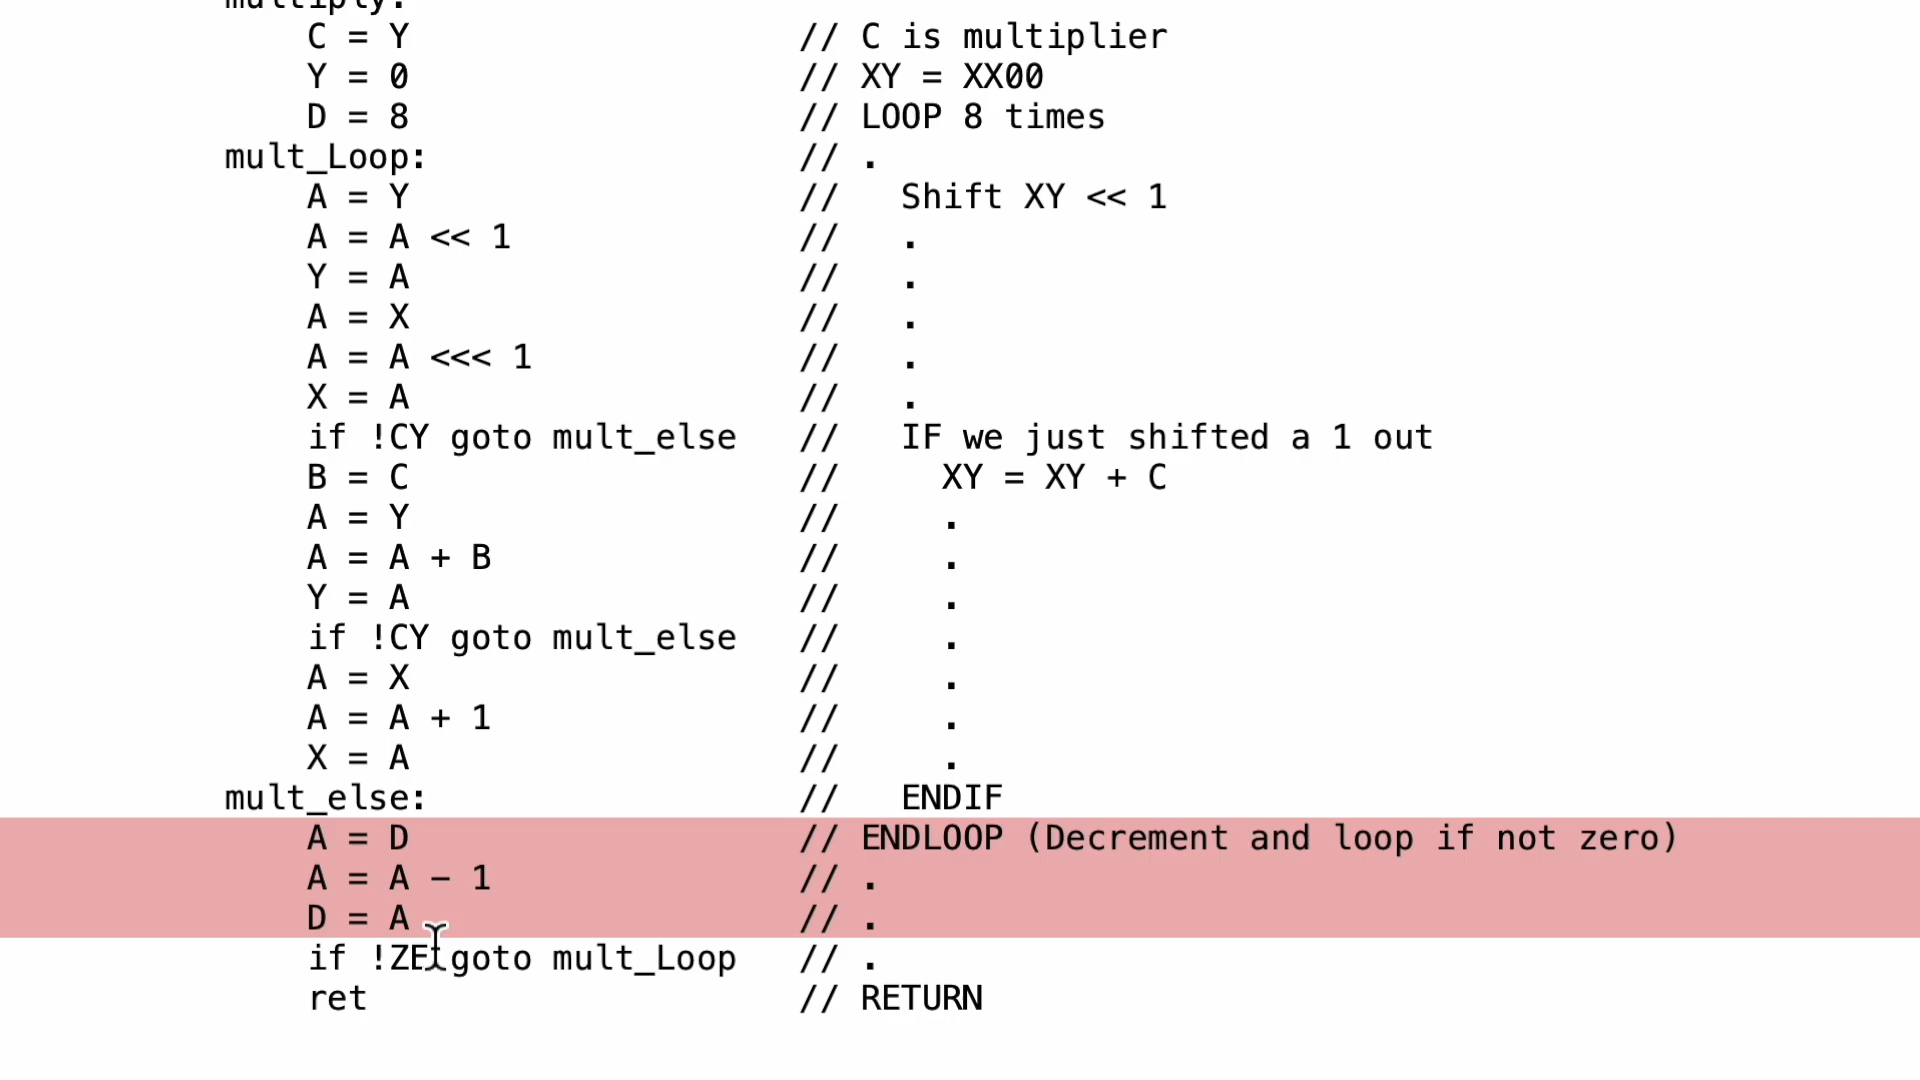 multiply:
C = Y // C is multiplier
Y = 0 // XY = XX00
D = 8 // LOOP 8 times
mult_Loop: // .
A = Y // Shift XY << 1
A = A << 1 // .
Y = A // .
A = X // .
A = A <<< 1 // .
X = A // .
if !CY goto mult_else // IF we just shifted a 1 out
B = C // XY = XY + C
A = Y // .
A = A + B // .
Y = A // .
if !CY goto mult_else // .
A = X // .
A = A + 1 // .
X = A // .
mult_else: // ENDIF
A = D // ENDLOOP (Decrement and loop if not zero)
A = A - 1 // .
D = A // .
if !ZE goto mult_Loop // .
ret // RETURN